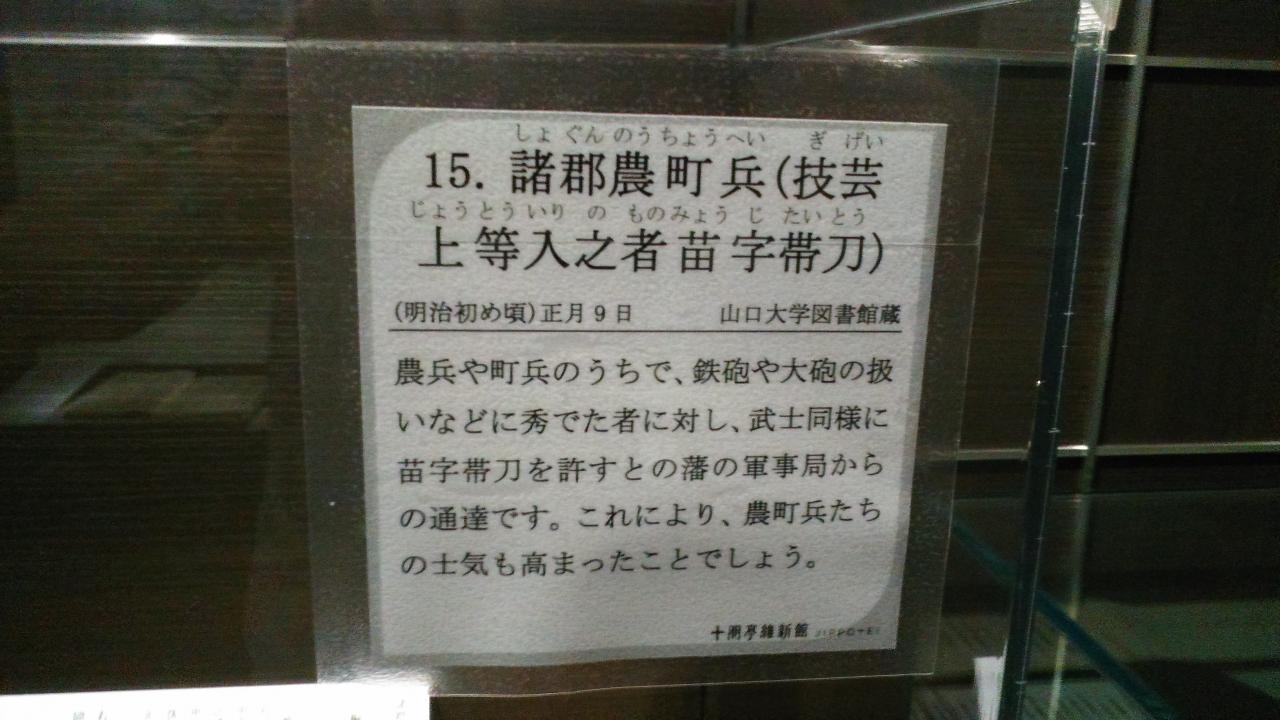 しょぐんのうちょうへい ぎげい
15. 諸郡農町兵(技芸
じょうとういりのものみょうじたいとう
上等入之者苗字帯刀)
(明治初め頃)正月9日 山口大学図書館蔵
農兵や町兵のうちで、鉄砲や大砲の扱
いなどに秀でた者に対し、武士同様に
苗字帯刀を許すとの藩の軍事局から
の通達です。これにより、農町兵たち
の士気も高まったことでしょう。
十朋亭維新館